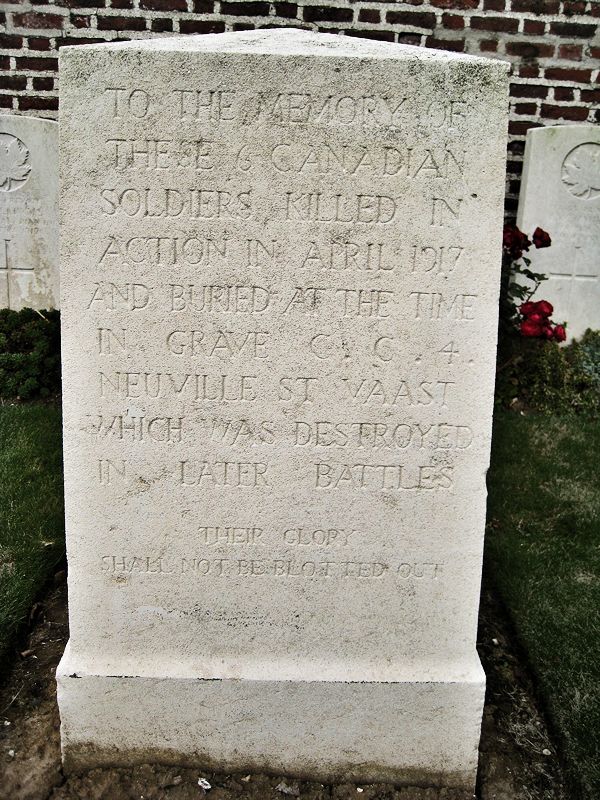 TO THE MEMORY OF
THESE 6 CANADIAN
SOLDIERS KILLED IN
ACTION IN APRIL 1917
AND BURIED AT THE TIME
IN GRAVE C. C. 4.
NEUVILLE ST VAAST
WHICH WAS DESTROYED
IN LATER BATTLES
THEIR GLORY
SHALL NOT BE BLOTTED OUT